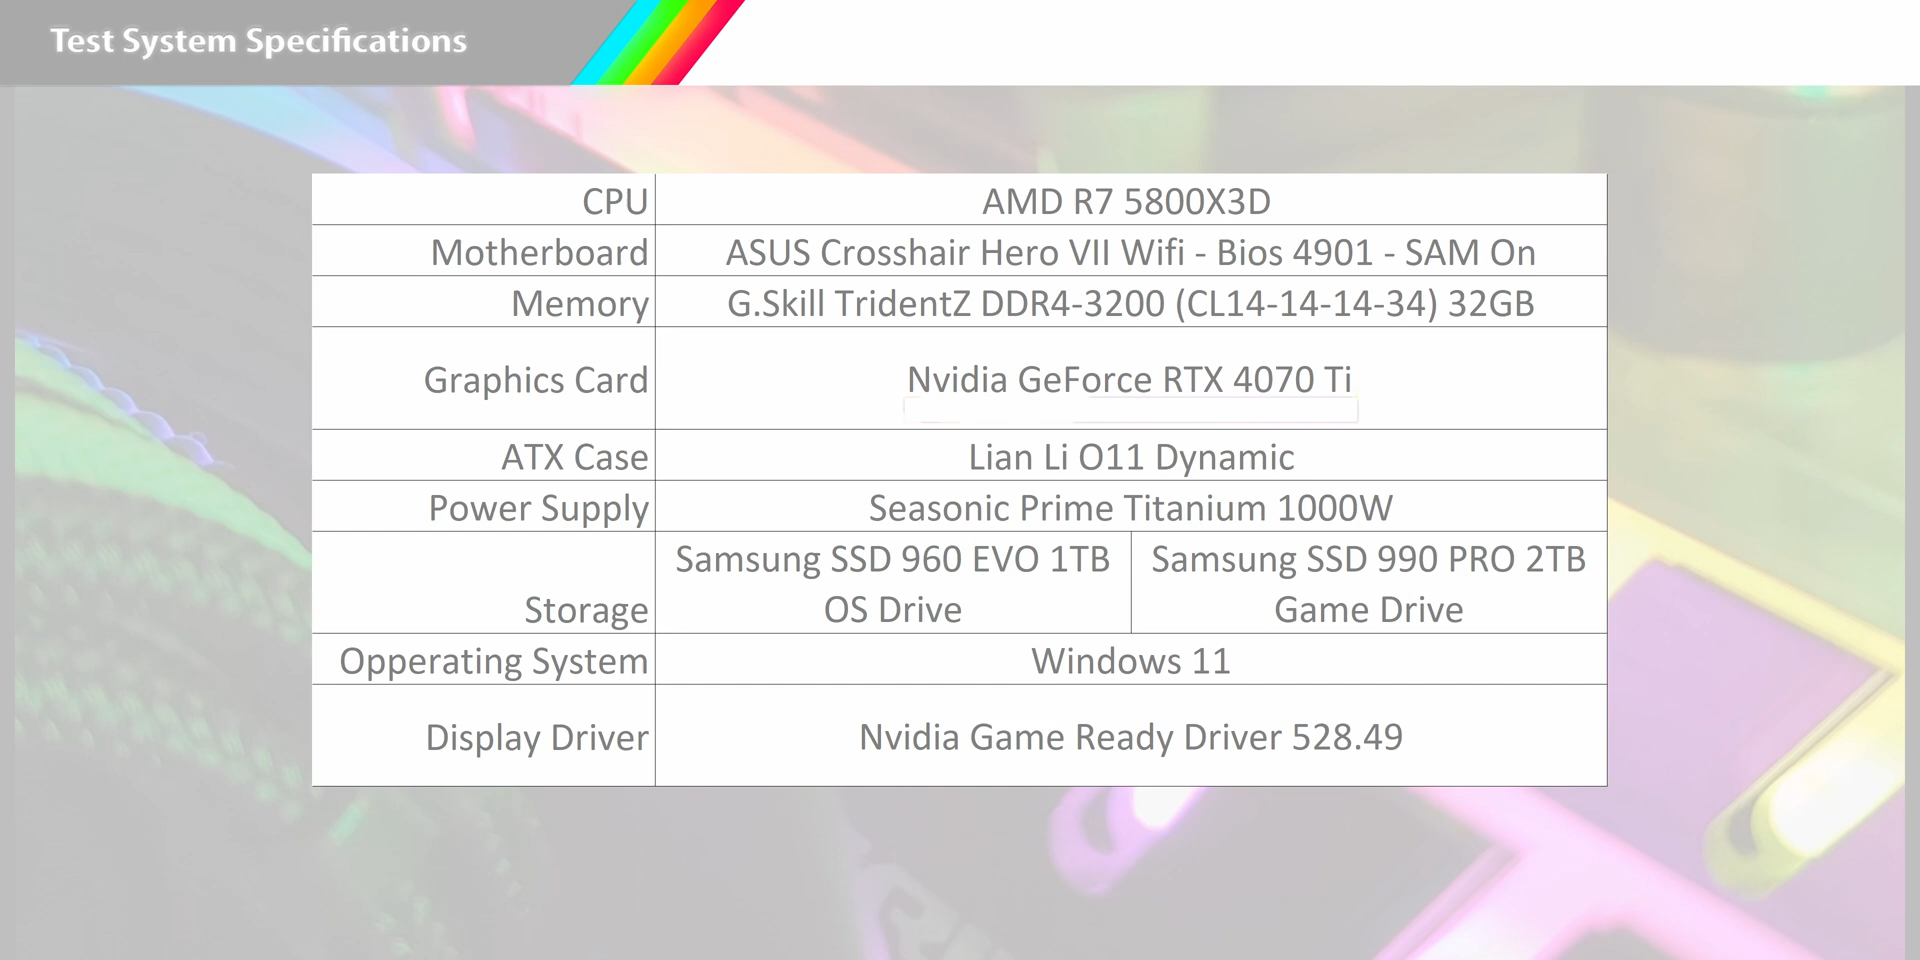 Test System Specifications
CPU AMD R7 5800X3D
Motherboard ASUS Crosshair Hero VII Wifi - Bios 4901 - SAM On
Memory G.Skill TridentZ DDR4-3200 (CL14-14-14-34) 32GB
Graphics Card Nvidia GeForce RTX 4070 Ti
ATX Case Lian Li O11 Dynamic
Power Supply Seasonic Prime Titanium 1000W
Samsung SSD 960 EVO 1TB Samsung SSD 990 PRO 2TB
Storage OS Drive Game Drive
Opperating System Windows 11
Display Driver Nvidia Game Ready Driver 528.49